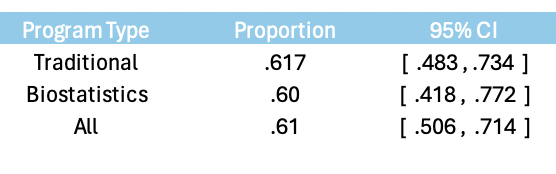 Program Type Proportion 95% CI
Traditional .617 [ .483 , .734 ]
Biostatistics .60 [ .418 , .772 ]
All .61 [ .506 , .714 ]